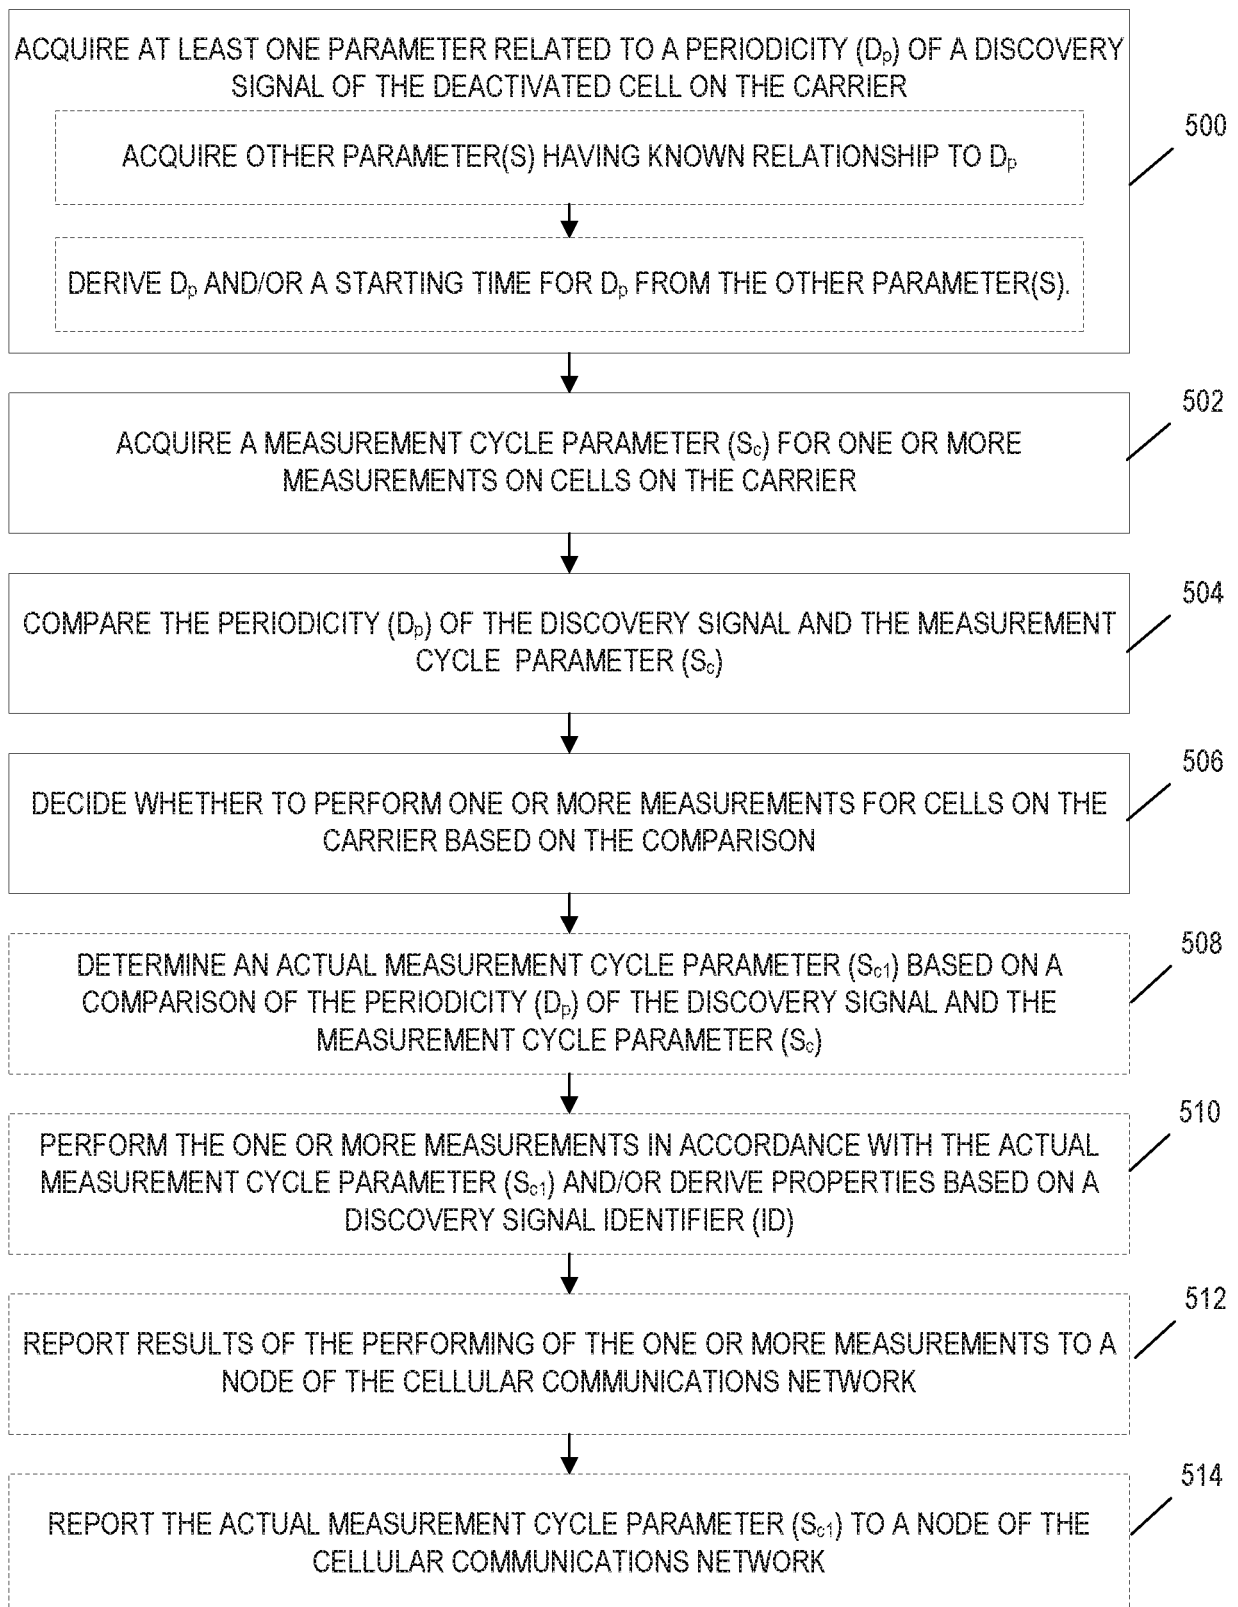 ACQUIRE AT LEAST ONE PARAMETER RELATED TO A PERIODICITY (Dp) OF A DISCOVERY
SIGNAL OF THE DEACTIVATED CELL ON THE CARRIER
500
ACQUIRE OTHER PARAMETER(S) HAVING KNOWN RELATIONSHIP TO Dp
DERIVE Dp AND/OR A STARTING TIME FOR Dp FROM THE OTHER PARAMETER(S).
502
ACQUIRE A MEASUREMENT CYCLE PARAMETER (Sc) FOR ONE OR MORE
MEASUREMENTS ON CELLS ON THE CARRIER
504
COMPARE THE PERIODICITY (Dp) OF THE DISCOVERY SIGNAL AND THE MEASUREMENT
CYCLE PARAMETER (Sc)
506
DECIDE WHETHER TO PERFORM ONE OR MORE MEASUREMENTS FOR CELLS ON THE
CARRIER BASED ON THE COMPARISON
508
DETERMINE AN ACTUAL MEASUREMENT CYCLE PARAMETER (Sc1) BASED ON A
COMPARISON OF THE PERIODICITY (Dp) OF THE DISCOVERY SIGNAL AND THE
MEASUREMENT CYCLE PARAMETER (Sc)
510
PERFORM THE ONE OR MORE MEASUREMENTS IN ACCORDANCE WITH THE ACTUAL
MEASUREMENT CYCLE PARAMETER (Sc1) AND/OR DERIVE PROPERTIES BASED ON A
DISCOVERY SIGNAL IDENTIFIER (ID)
512
REPORT RESULTS OF THE PERFORMING OF THE ONE OR MORE MEASUREMENTS TO A
NODE OF THE CELLULAR COMMUNICATIONS NETWORK
514
REPORT THE ACTUAL MEASUREMENT CYCLE PARAMETER (Sc1) TO A NODE OF THE
CELLULAR COMMUNICATIONS NETWORK